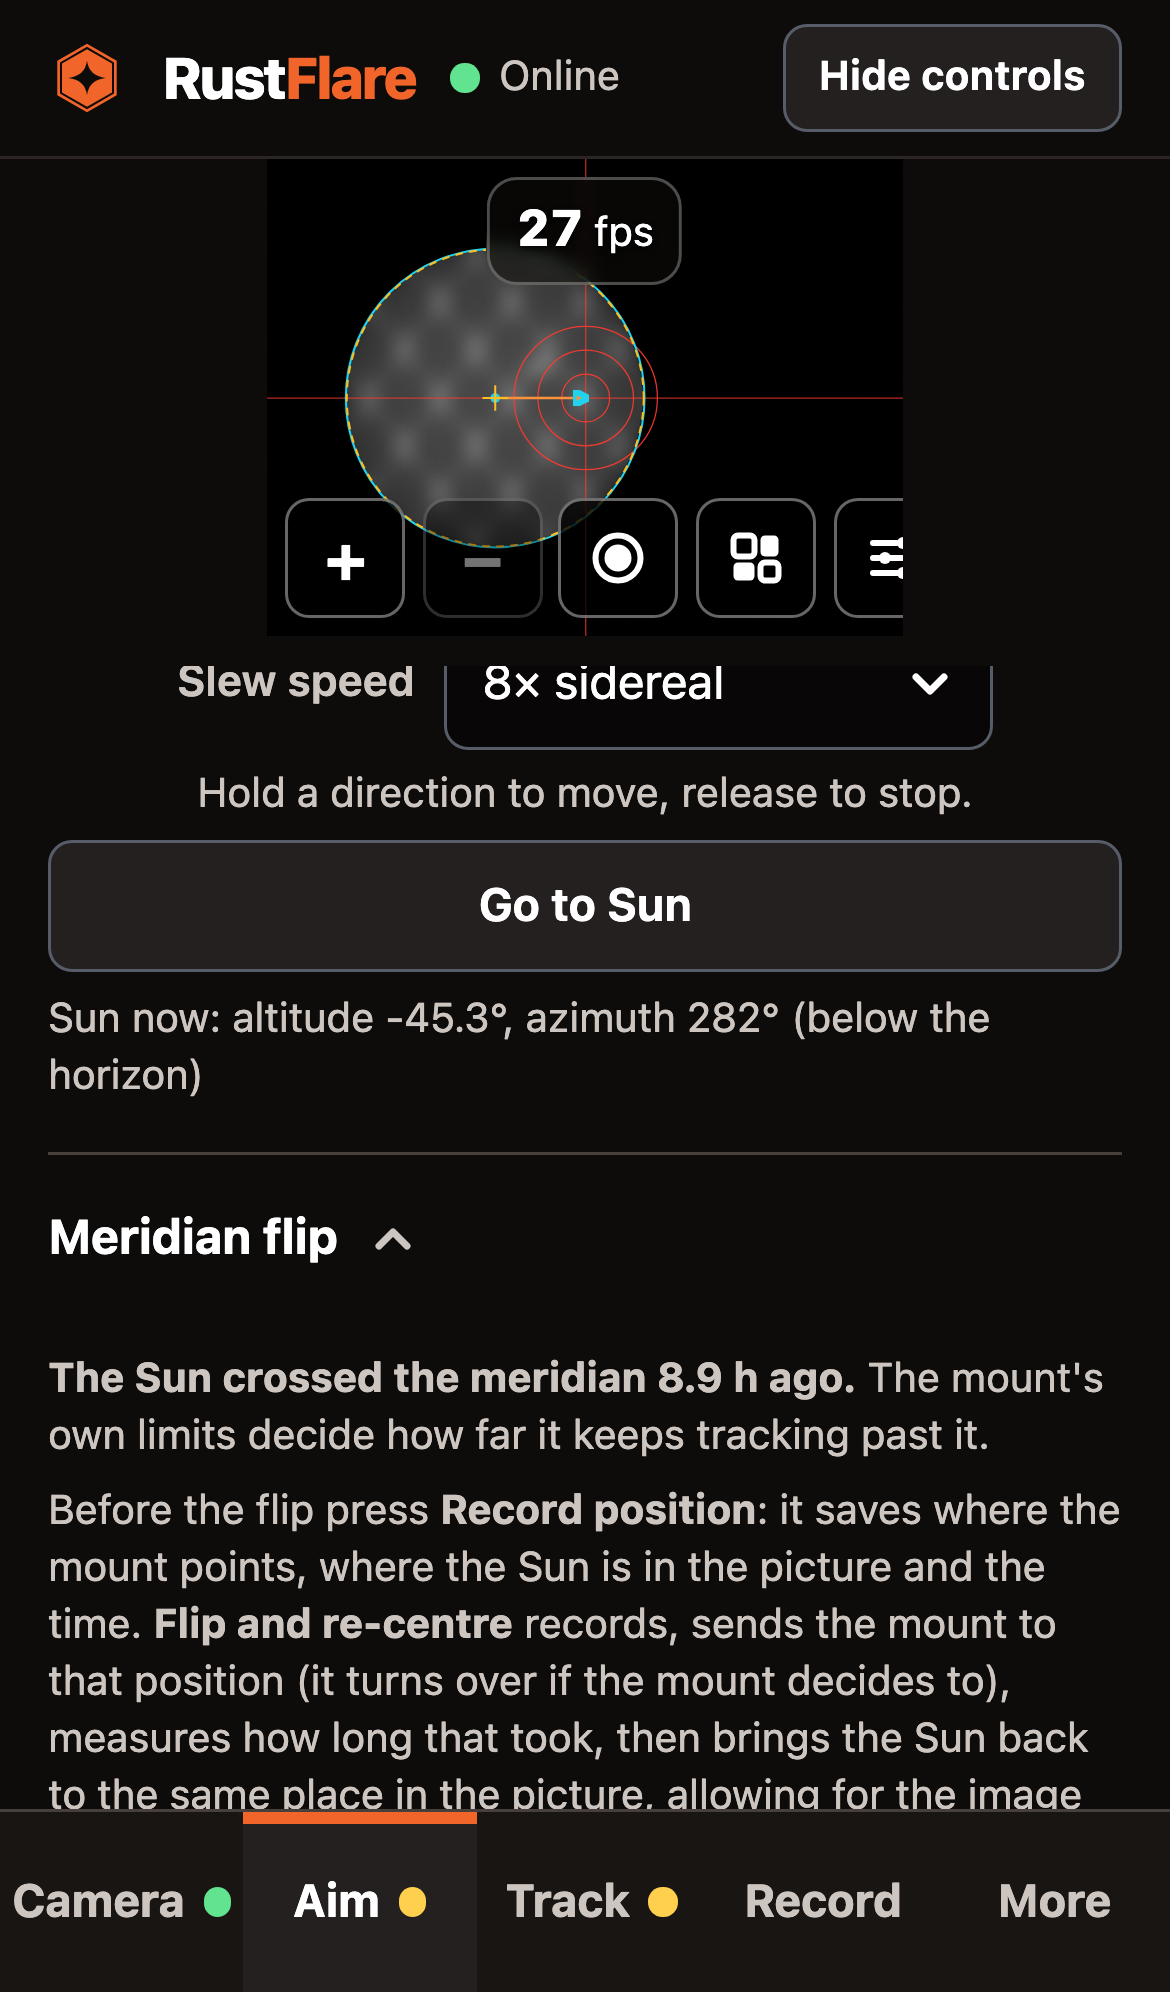 RustFlare
Online
Hide controls
27 fps
Slew speed
8× sidereal
Hold a direction to move, release to stop.
Go to Sun
Sun now: altitude -45.3°, azimuth 282° (below the
horizon)
Meridian flip
The Sun crossed the meridian 8.9 h ago. The mount's
own limits decide how far it keeps tracking past it.
Before the flip press Record position: it saves where the
mount points, where the Sun is in the picture and the
time. Flip and re-centre records, sends the mount to
that position (it turns over if the mount decides to),
measures how long that took, then brings the Sun back
to the same place in the picture, allowing for the image
Camera
Aim
Track
Record
More